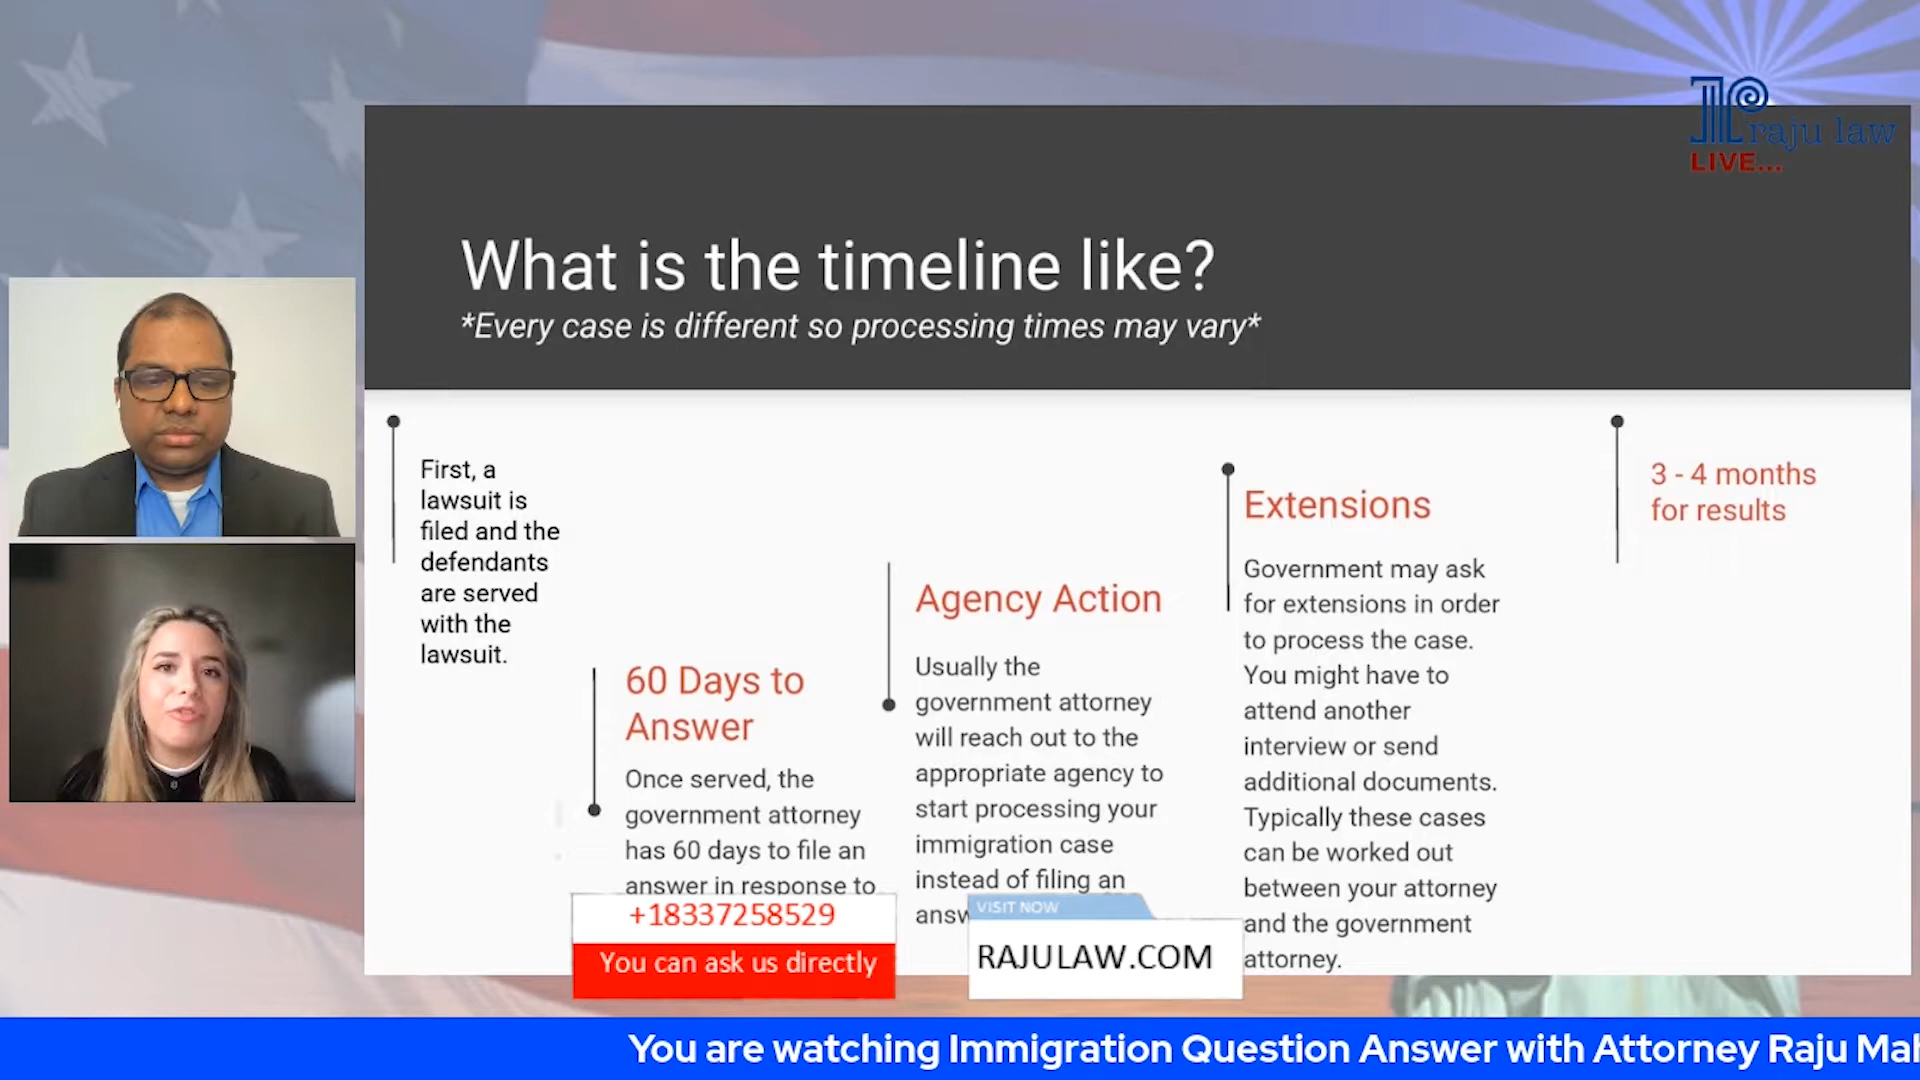 raju law
LIVE...
What is the timeline like?
*Every case is different so processing times may vary*
First, a
lawsuit is
filed and the
defendants
are served
with the
lawsuit.
60 Days to
Answer
Once served, the
government attorney
has 60 days to file an
answer in response to
Agency Action
Usually the
government attorney
will reach out to the
appropriate agency to
start processing your
immigration case
instead of filing an
Extensions
Government may ask
for extensions in order
to process the case.
You might have to
attend another
interview or send
additional documents.
Typically these cases
can be worked out
between your attorney
and the government
attorney.
3 - 4 months
for results
+18337258529
You can ask us directly
VISIT NOW
RAJULAW.COM
You are watching Immigration Question Answer with Attorney Raju